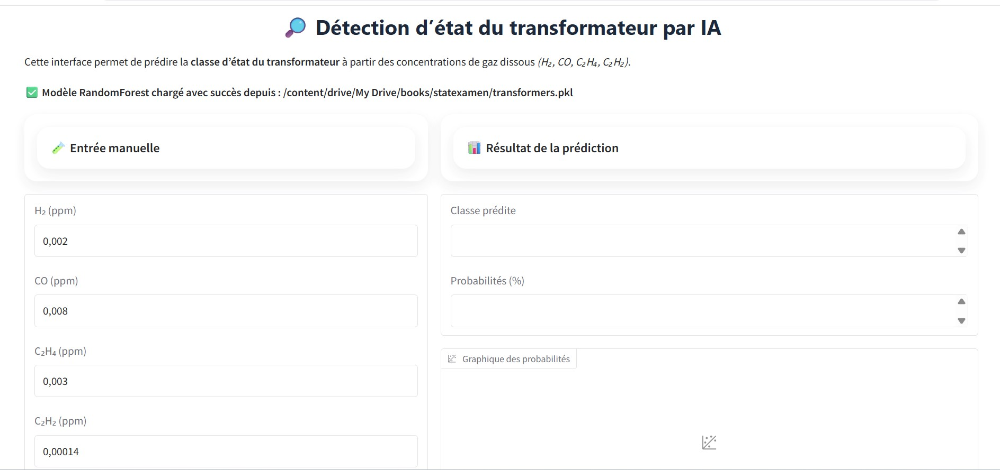 🔎 Détection d’état du transformateur par IA
Cette interface permet de prédire la classe d’état du transformateur à partir des concentrations de gaz dissous (H₂, CO, C₂H₄, C₂H₂).
✅ Modèle RandomForest chargé avec succès depuis : /content/drive/My Drive/books/statexamen/transformers.pkl
🧪 Entrée manuelle
H₂ (ppm)
0,002
CO (ppm)
0,008
C₂H₄ (ppm)
0,003
C₂H₂ (ppm)
0,00014
📊 Résultat de la prédiction
Classe prédite
Probabilités (%)
Graphique des probabilités